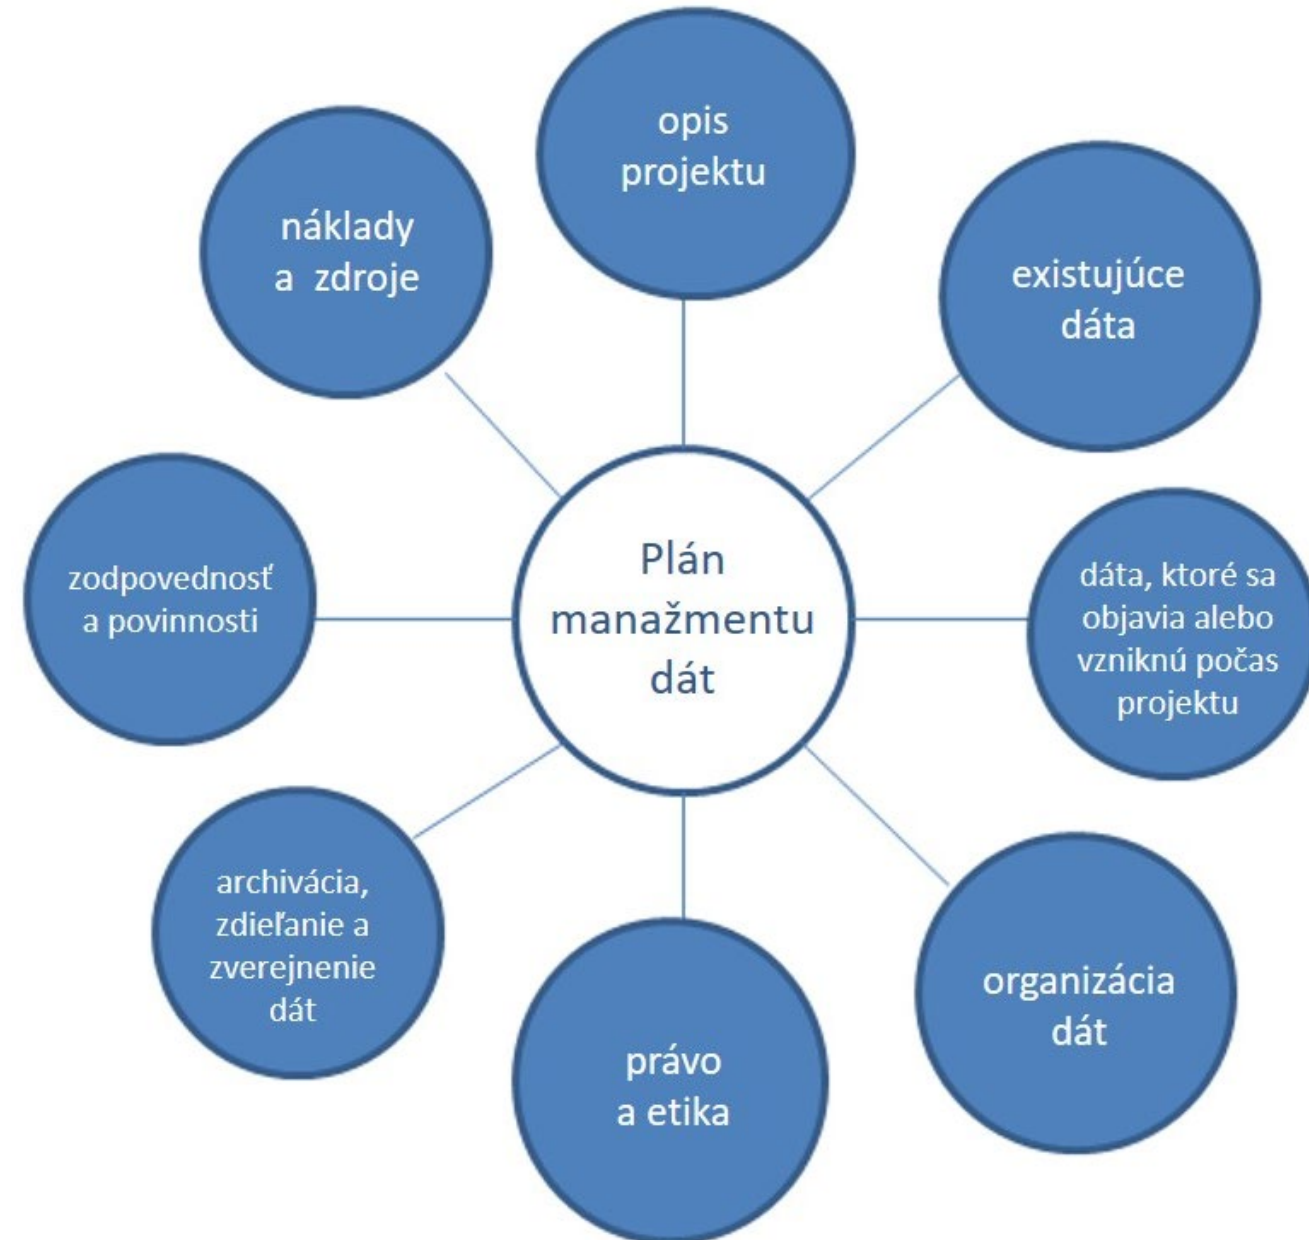 opis
projektu
náklady
a zdroje
existujúce
dáta
Plán
manažmentu
dát
zodpovednosť
a povinnosti
dáta, ktoré sa
objavia alebo
vzniknú počas
projektu
archivácia,
zdieľanie a
zverejnenie
dát
organizácia
dát
právo
a etika